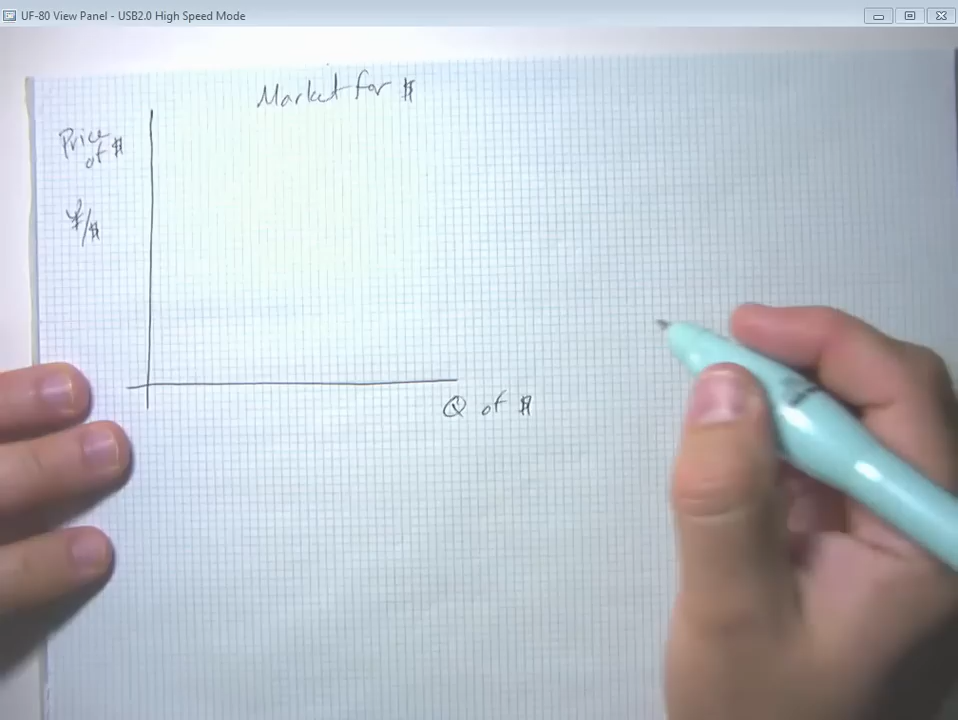 UF-80 View Panel - USB2.0 High Speed Mode
Market for $
Price
of $
¥/$
Q of $